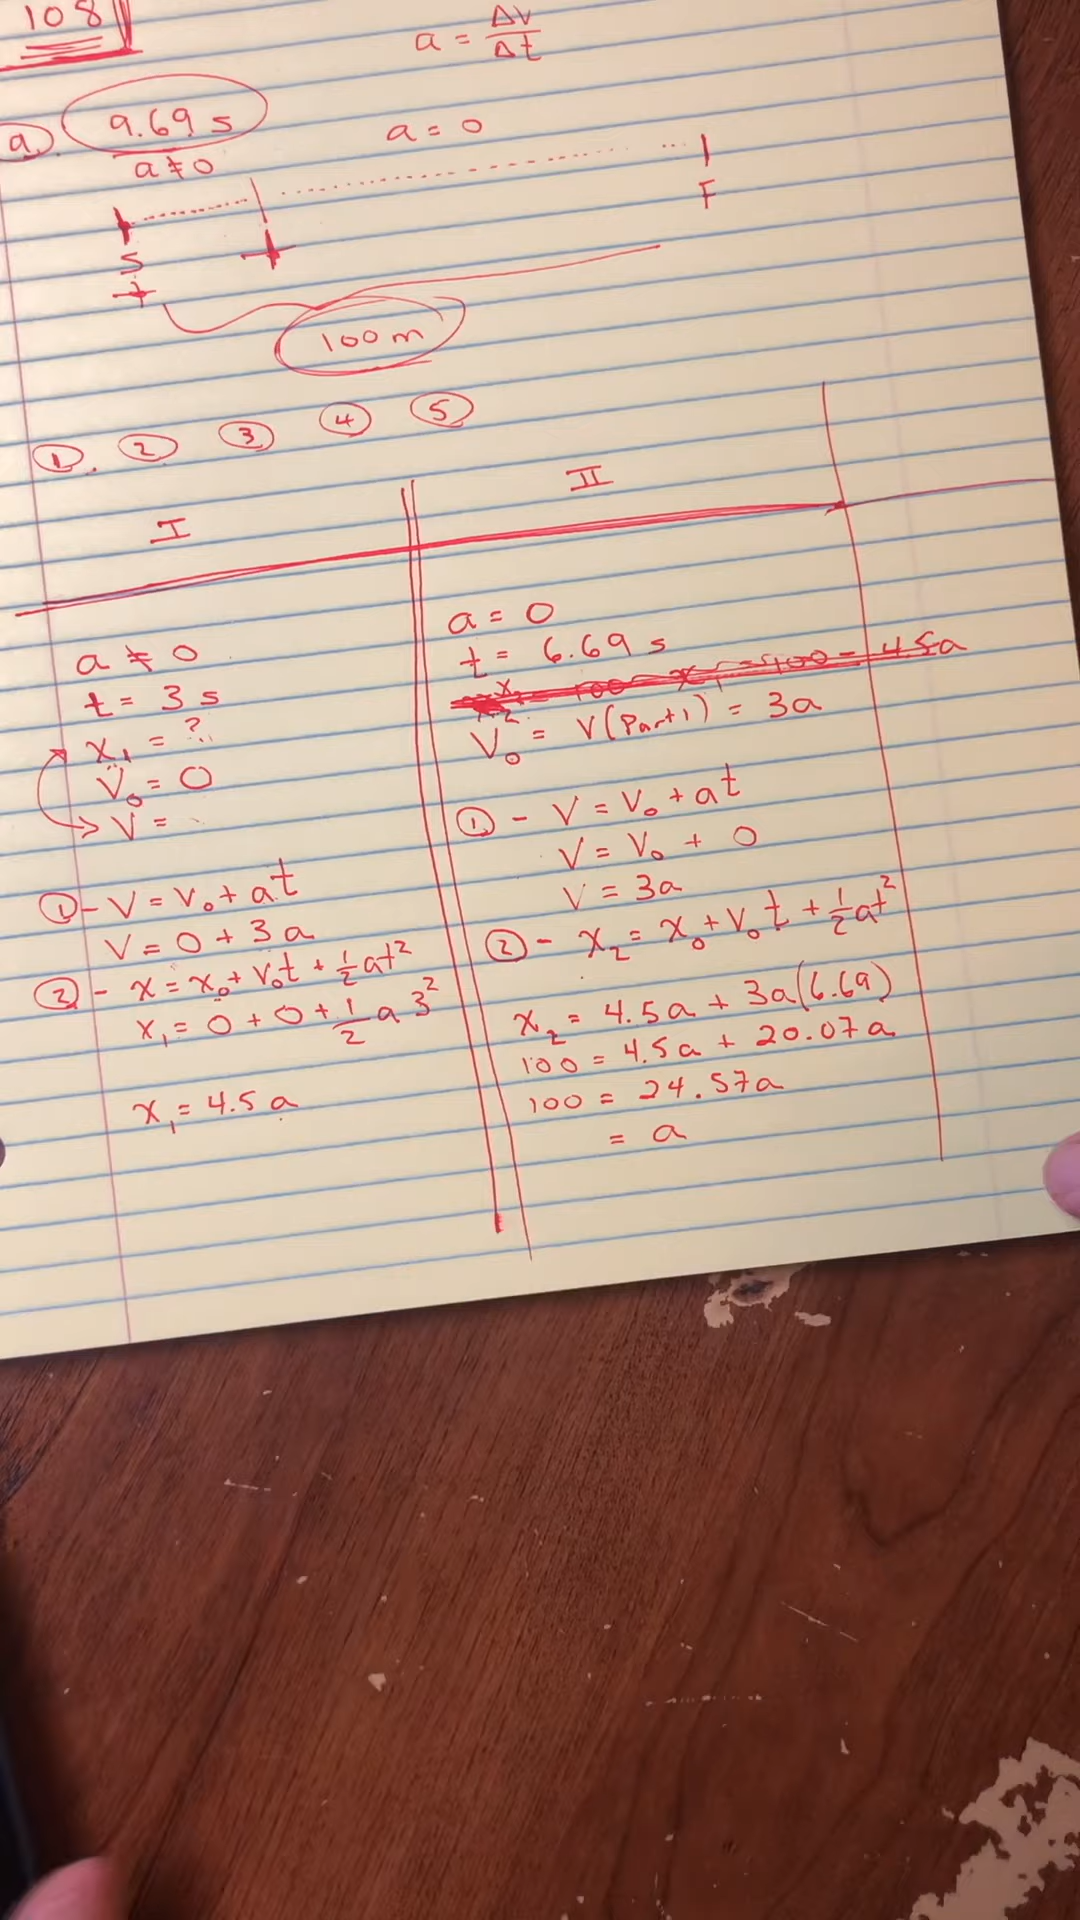 108
a = Δv/Δt
a. 9.69 s
a ≠ 0
a = 0
S
F
100 m
1. 2 3 4 5
I
II
a ≠ 0
t = 3 s
x₁ = ?
V₀ = 0
V =
1 - V = V₀ + at
V = 0 + 3a
2 - x = x₀ + V₀t + ½at²
x₁ = 0 + 0 + ½ a 3²
x₁ = 4.5 a
a = 0
t = 6.69 s
V₀ = V(Part 1) = 3a
1 - V = V₀ + at
V = V₀ + 0
V = 3a
2 - x₂ = x₀ + V₀t + ½at²
x₂ = 4.5a + 3a(6.69)
100 = 4.5a + 20.07a
100 = 24.57a
= a